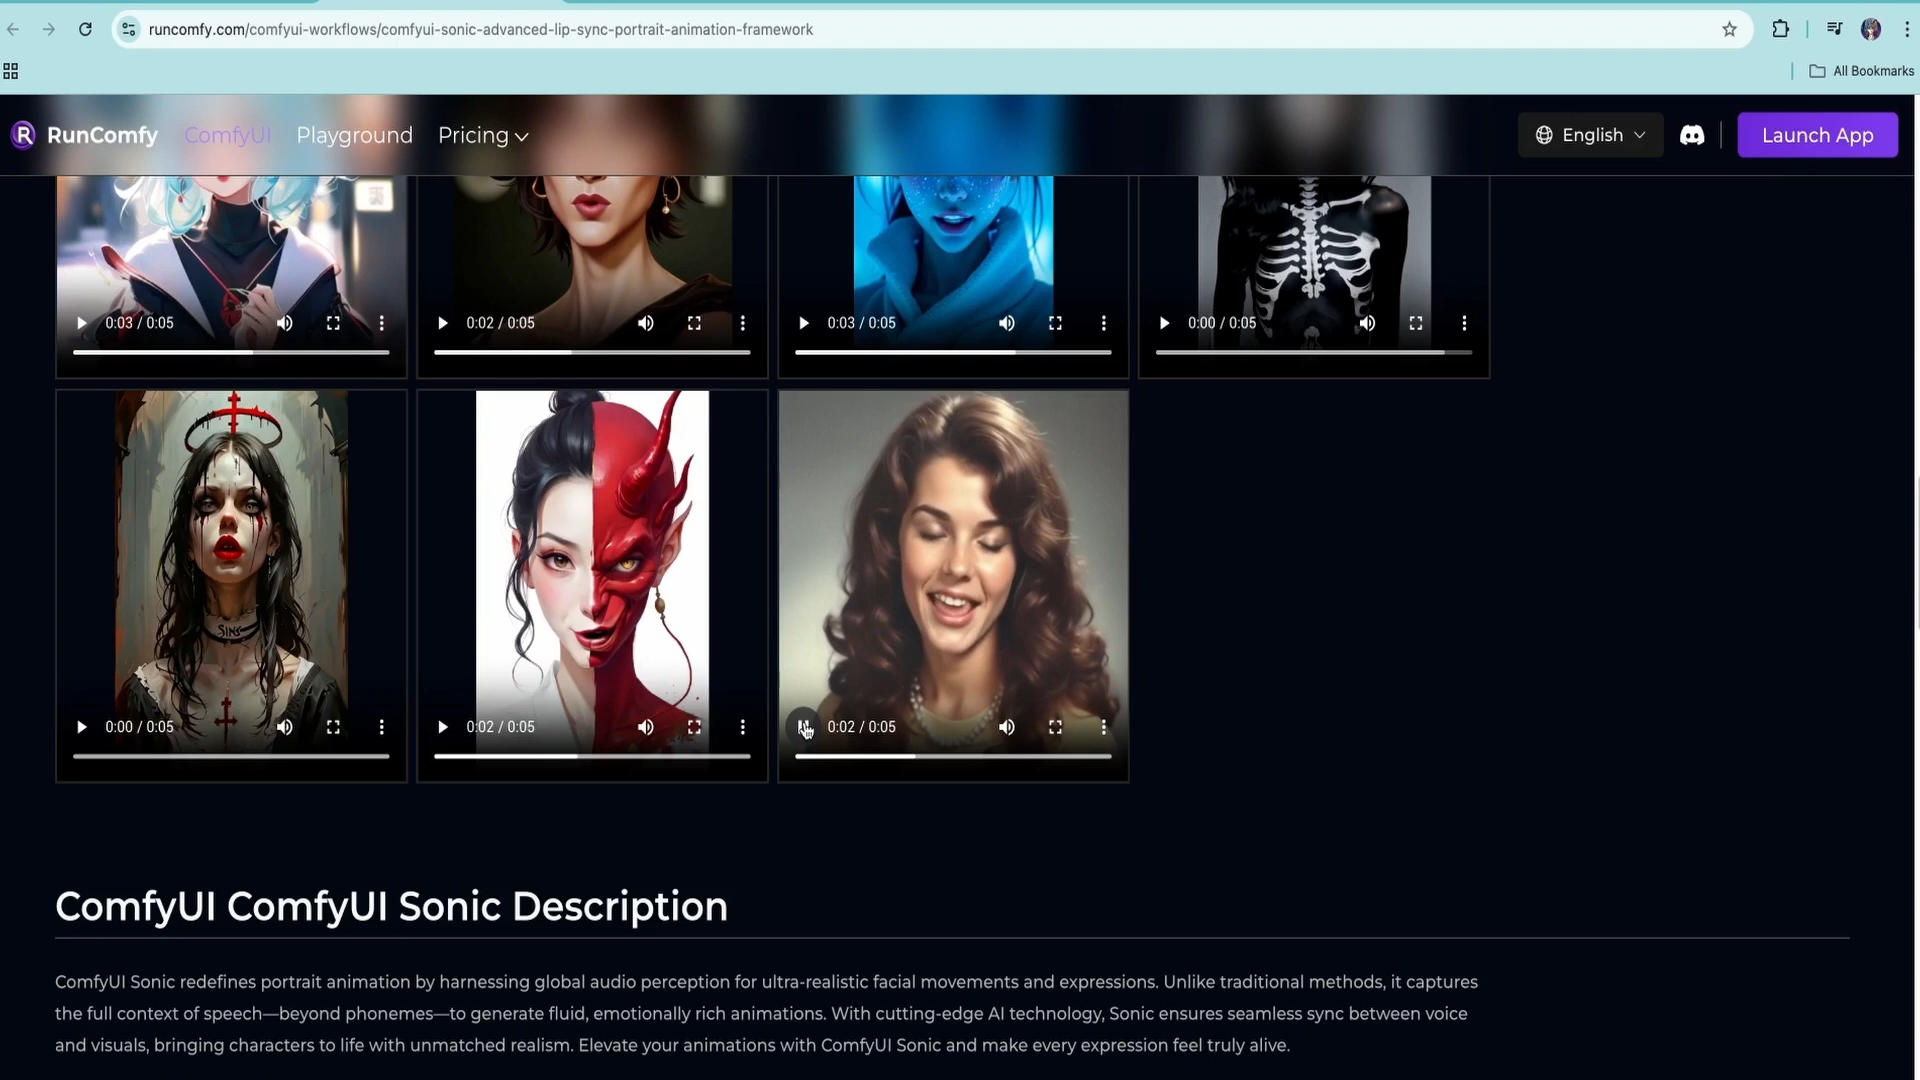 runcomfy.com/comfyui-workflows/comfyui-sonic-advanced-lip-sync-portrait-animation-framework
All Bookmarks
RunComfy ComfyUI Playground Pricing English Launch App
0:03 / 0:05
0:02 / 0:05
0:03 / 0:05
0:00 / 0:05
SINS
0:00 / 0:05
0:02 / 0:05
0:02 / 0:05
ComfyUI ComfyUI Sonic Description
ComfyUI Sonic redefines portrait animation by harnessing global audio perception for ultra-realistic facial movements and expressions. Unlike traditional methods, it captures
the full context of speech—beyond phonemes—to generate fluid, emotionally rich animations. With cutting-edge AI technology, Sonic ensures seamless sync between voice
and visuals, bringing characters to life with unmatched realism. Elevate your animations with ComfyUI Sonic and make every expression feel truly alive.